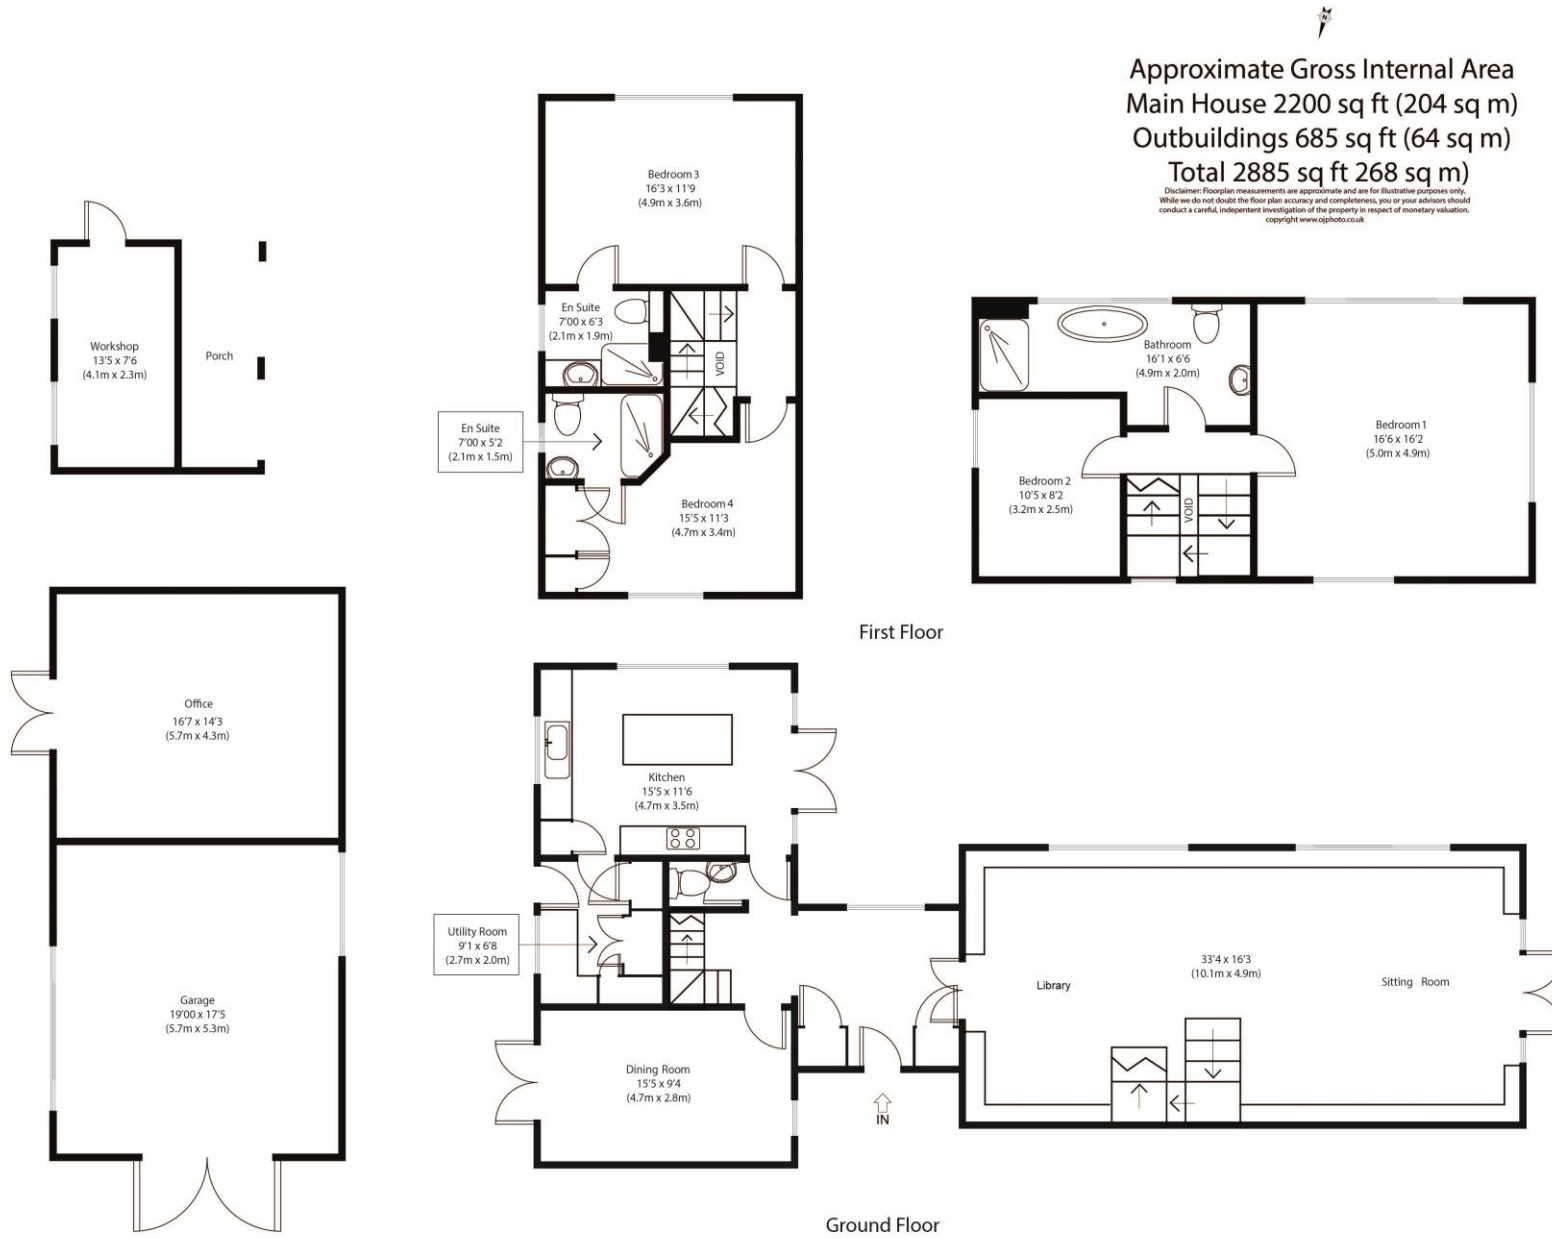 N
Approximate Gross Internal Area
Main House 2200 sq ft (204 sq m)
Outbuildings 685 sq ft (64 sq m)
Total 2885 sq ft 268 sq m)
Disclaimer: Floorplan measurements are approximate and are for illustrative purposes only.
While we do not doubt the floor plan accuracy and completeness, you or your advisors should
conduct a careful, indepentent investigation of the property in respect of monetary valuation.
copyright www.ojphoto.co.uk
Bedroom 3
16'3 x 11'9
(4.9m x 3.6m)
En Suite
7'00 x 6'3
(2.1m x 1.9m)
VOID
En Suite
7'00 x 5'2
(2.1m x 1.5m)
Bedroom 4
15'5 x 11'3
(4.7m x 3.4m)
Workshop
13'5 x 7'6
(4.1m x 2.3m)
Porch
Bathroom
16'1 x 6'6
(4.9m x 2.0m)
Bedroom 1
16'6 x 16'2
(5.0m x 4.9m)
Bedroom 2
10'5 x 8'2
(3.2m x 2.5m)
VOID
First Floor
Office
16'7 x 14'3
(5.7m x 4.3m)
Garage
19'00 x 17'5
(5.7m x 5.3m)
Kitchen
15'5 x 11'6
(4.7m x 3.5m)
Utility Room
9'1 x 6'8
(2.7m x 2.0m)
Dining Room
15'5 x 9'4
(4.7m x 2.8m)
IN
Library
33'4 x 16'3
(10.1m x 4.9m)
Sitting Room
Ground Floor